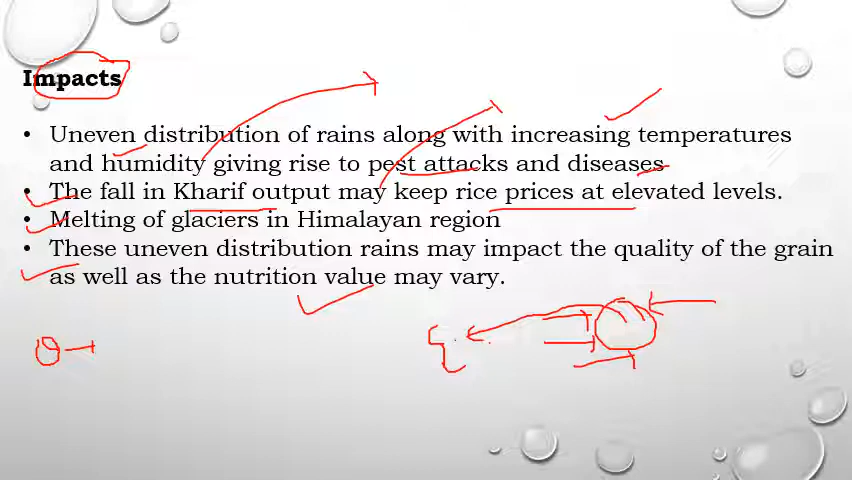 Impacts
• Uneven distribution of rains along with increasing temperatures
and humidity giving rise to pest attacks and diseases
• The fall in Kharif output may keep rice prices at elevated levels.
• Melting of glaciers in Himalayan region
• These uneven distribution rains may impact the quality of the grain
as well as the nutrition value may vary.